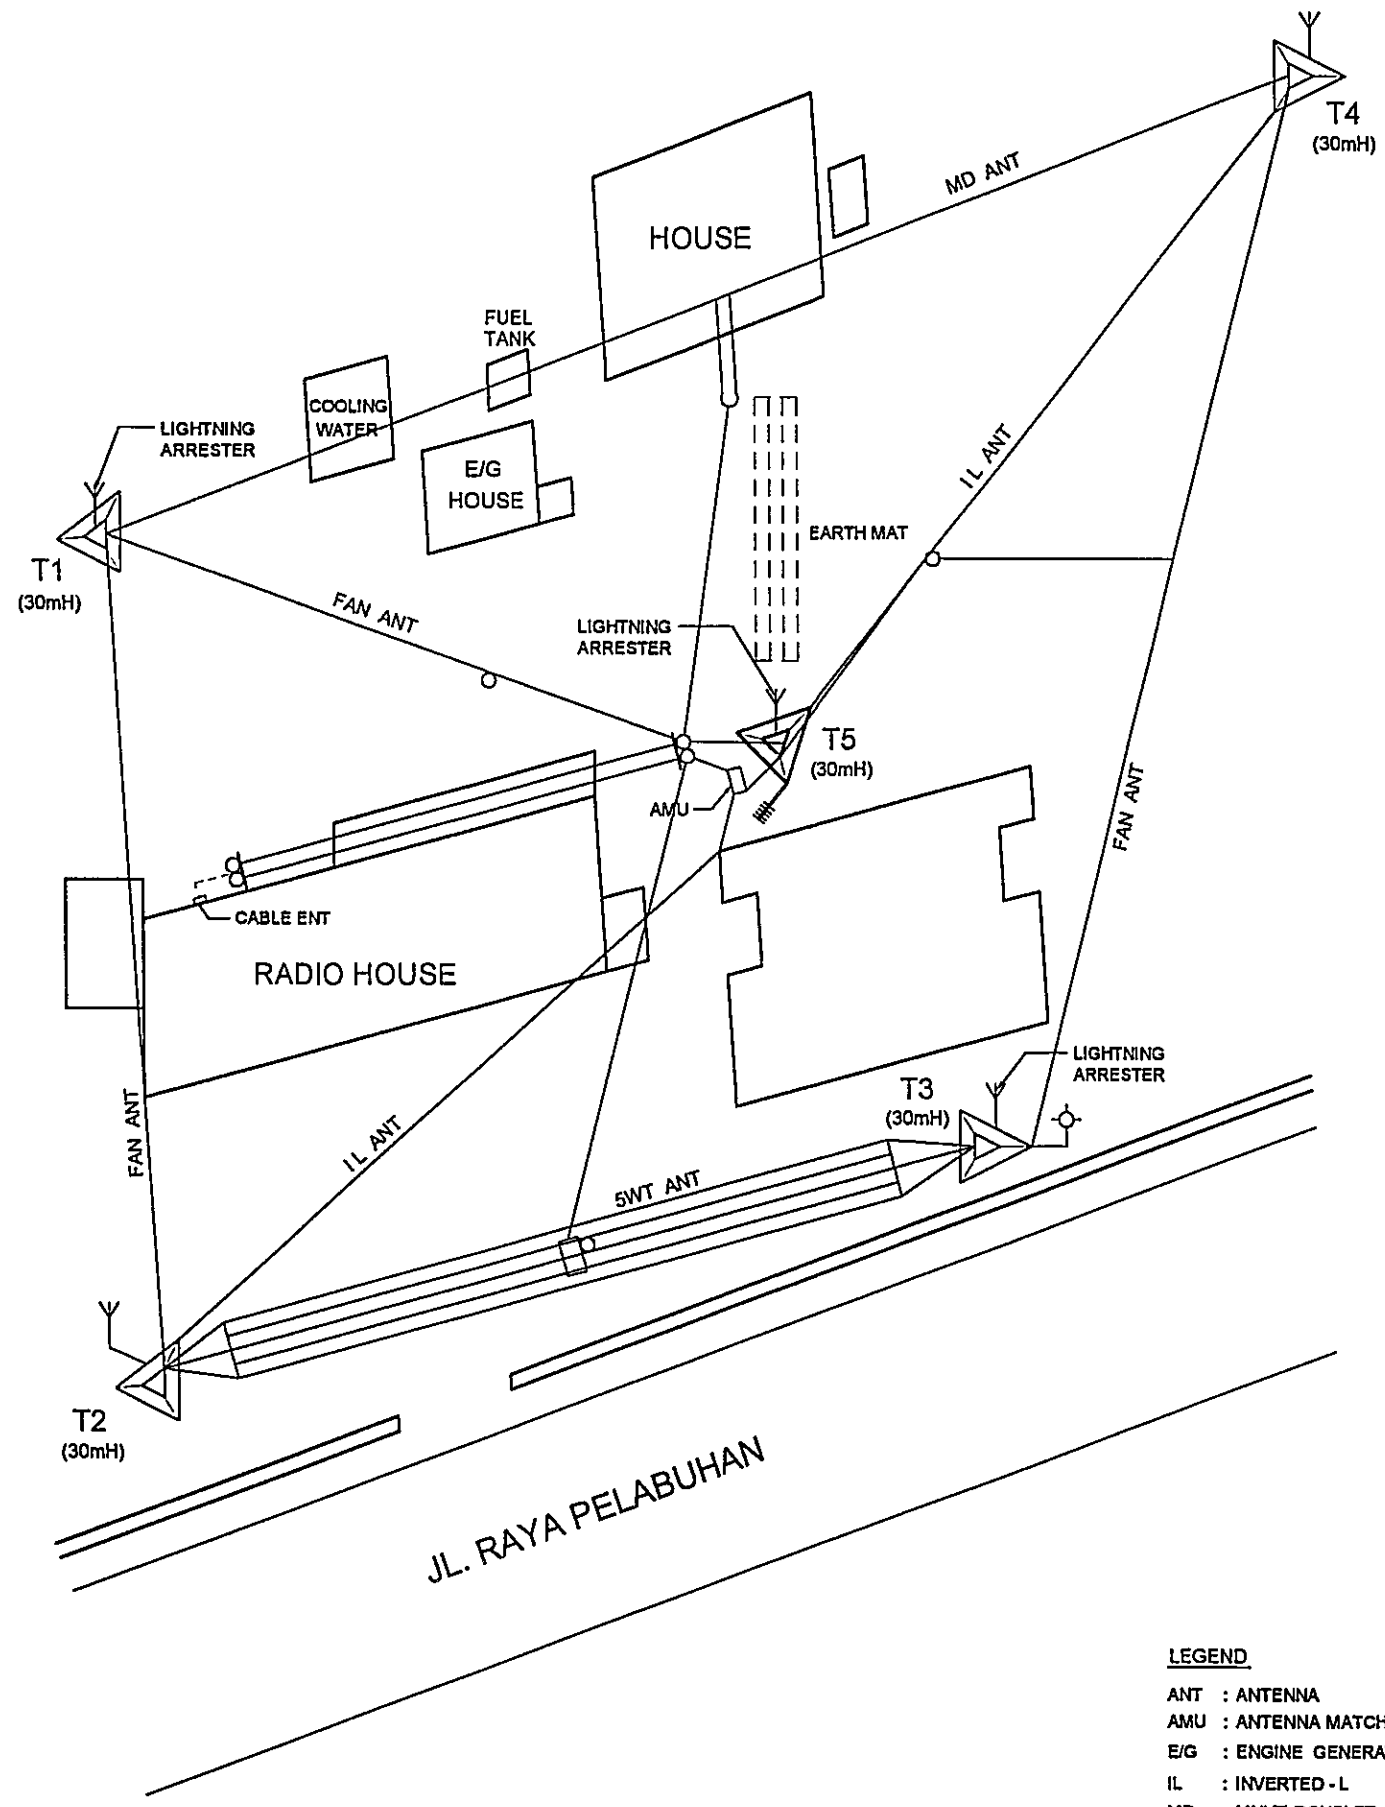 T4
(30mH)
MD ANT
HOUSE
FUEL
TANK
COOLING
WATER
LIGHTNING
ARRESTER
E/G
HOUSE
IL ANT
EARTH MAT
T1
(30mH)
FAN ANT
LIGHTNING
ARRESTER
T5
(30mH)
AMU
FAN ANT
CABLE ENT
RADIO HOUSE
LIGHTNING
ARRESTER
T3
(30mH)
FAN ANT
IL ANT
5WT ANT
T2
(30mH)
JL. RAYA PELABUHAN
LEGEND
ANT : ANTENNA
AMU : ANTENNA MATCH
E/G : ENGINE GENERA
IL : INVERTED - L